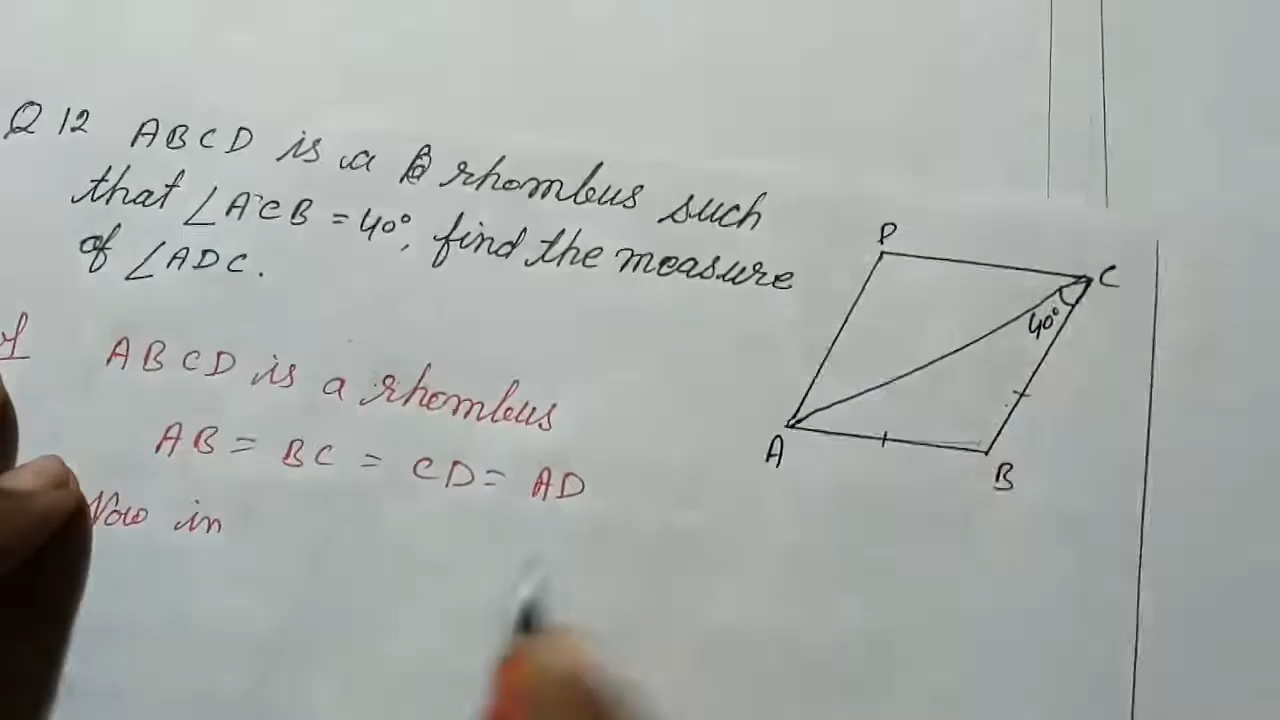 Q 12 ABCD is a rhombus such
that ∠ACB = 40°, find the measure
of ∠ADC.
ABCD is a rhombus
AB = BC = CD = AD
Now in
D
C
40°
A
B